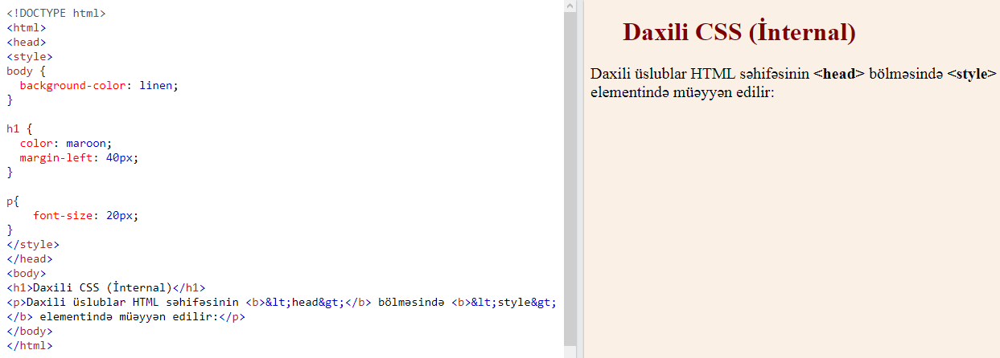 <!DOCTYPE html>
<html>
<head>
<style>
body {
  background-color: linen;
}

h1 {
  color: maroon;
  margin-left: 40px;
}

p{
    font-size: 20px;
}
</style>
</head>
<body>
<h1>Daxili CSS (İnternal)</h1>
<p>Daxili üslublar HTML səhifəsinin <b>&lt;head&gt;</b> bölməsində <b>&lt;style&gt;
</b> elementində müəyyən edilir:</p>
</body>
</html>
Daxili CSS (İnternal)
Daxili üslublar HTML səhifəsinin <head> bölməsində <style>
elementində müəyyən edilir: